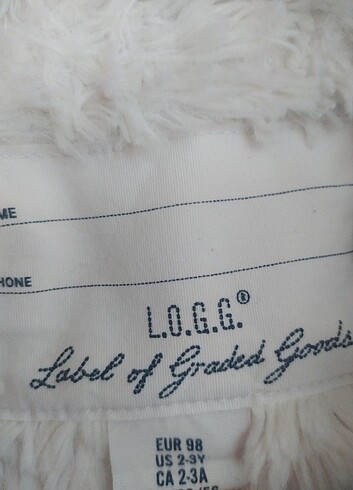 ME
HONE
L.O.G.G.®
Label of Graded Goods
EUR 98
US 2-3Y
CA 2-3A